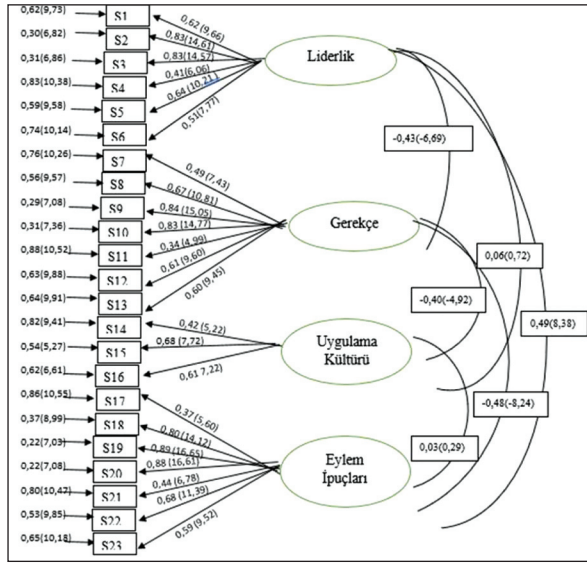 0,62(9,73) S1 0,62 (9,66)
0,30(6,82) S2 0,83(14,61)
0,31(6,86) S3 0,83(14,57)
0,83(10,38) S4 0,41(6,06)
0,59(9,58) S5 0,64 (10,21)
0,74(10,14) S6 0,51(7,77)
Liderlik
0,76(10,26) S7 0,49 (7,43)
0,56(9,57) S8 0,67 (10,81)
0,29(7,08) S9 0,84 (15,05)
0,31(7,36) S10 0,83 (14,77)
0,88(10,52) S11 0,34 (4,99)
0,63(9,88) S12 0,61 (9,60)
0,64(9,91) S13 0,60 (9,45)
Gerekçe
0,82(9,41) S14 0,42 (5,22)
0,54(5,27) S15 0,68 (7,72)
0,62(6,61) S16 0,61 7,22)
Uygulama
Kültürü
0,86(10,55) S17 0,37 (5,60)
0,37(8,99) S18 0,80 (14,12)
0,22(7,03) S19 0,89 (16,65)
0,22(7,08) S20 0,88 (16,61)
0,80(10,47) S21 0,44 (6,78)
0,53(9,85) S22 0,68 (11,39)
0,65(10,18) S23 0,59 (9,52)
Eylem
İpuçları
-0,43(-6,69)
0,06(0,72)
-0,40(-4,92)
0,49(8,38)
-0,48(-8,24)
0,03(0,29)